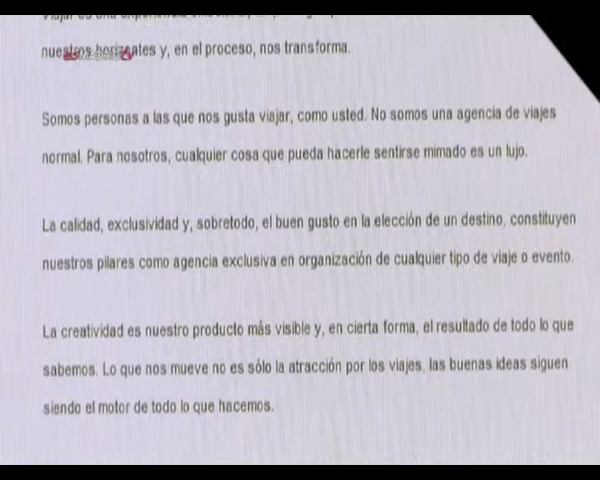 nuestros horizontes y, en el proceso, nos transforma.
Somos personas a las que nos gusta viajar, como usted. No somos una agencia de viajes
normal. Para nosotros, cualquier cosa que pueda hacerle sentirse mimado es un lujo.
La calidad, exclusividad y, sobretodo, el buen gusto en la elección de un destino, constituyen
nuestros pilares como agencia exclusiva en organización de cualquier tipo de viaje o evento.
La creatividad es nuestro producto más visible y, en cierta forma, el resultado de todo lo que
sabemos. Lo que nos mueve no es sólo la atracción por los viajes, las buenas ideas siguen
siendo el motor de todo lo que hacemos.